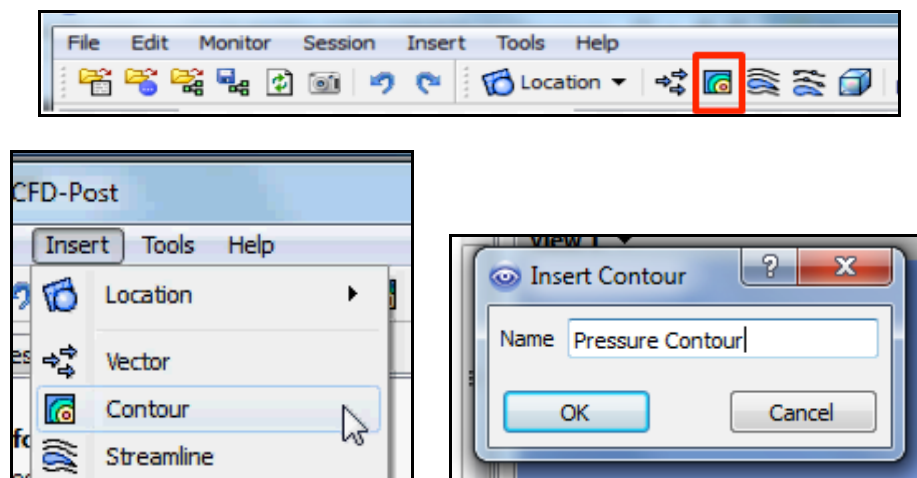 File Edit Monitor Session Insert Tools Help
Location
CFD-Post
Insert Tools Help
Location
Vector
Contour
Streamline
View 1
Insert Contour
Name Pressure Contour
OK Cancel